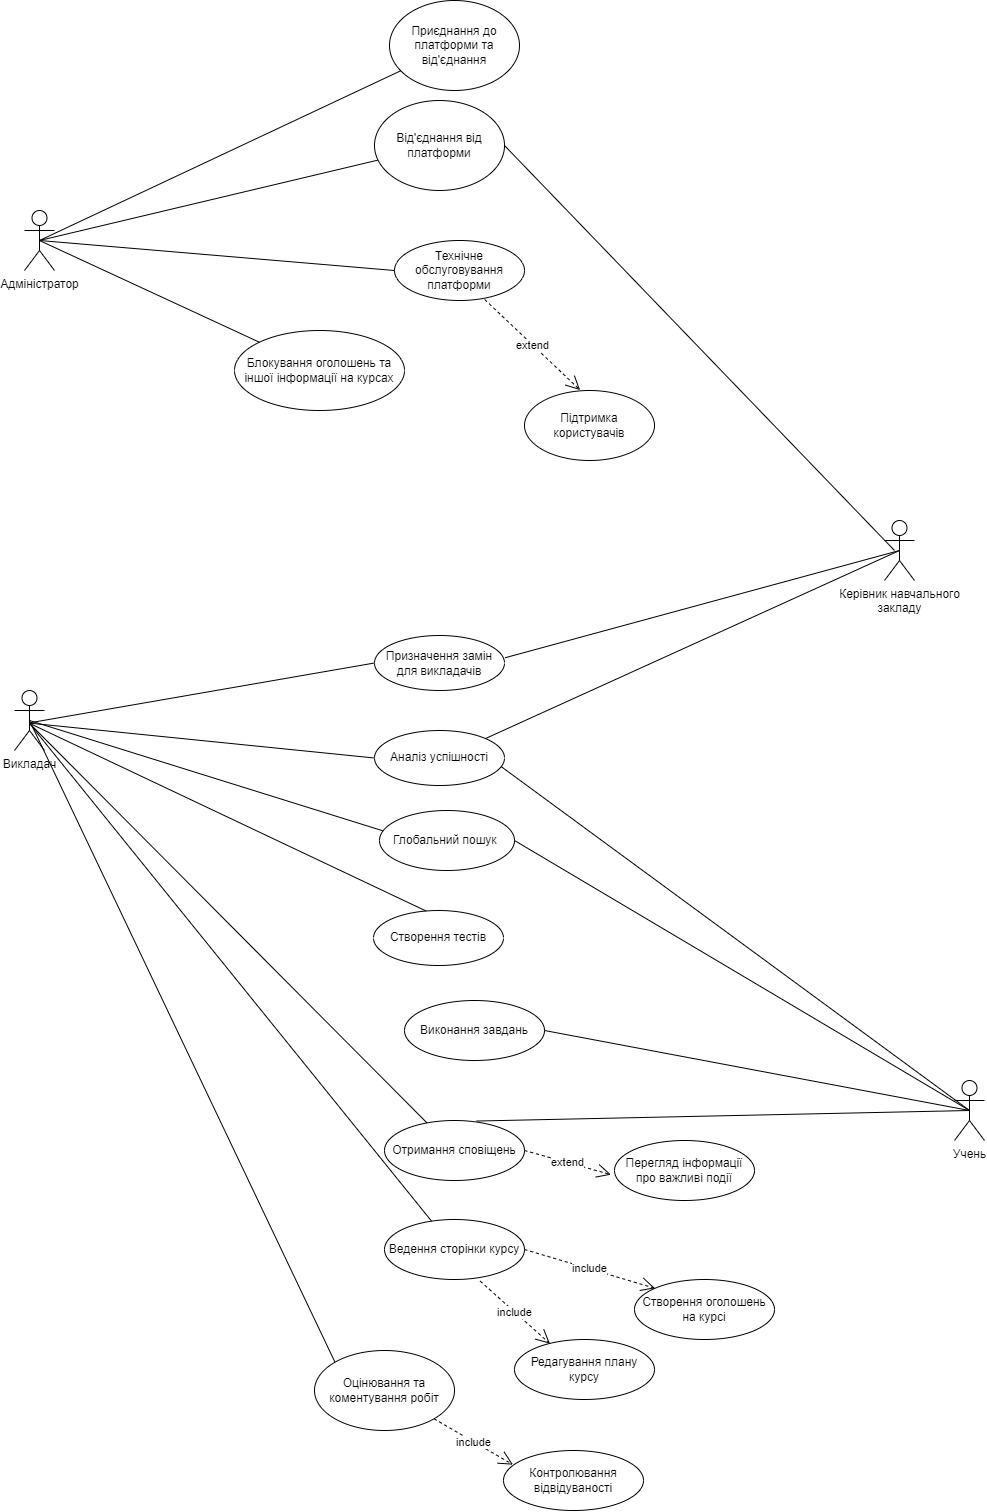 Приєднання до
платформи та
від'єднання
Від'єднання від
платформи
Адміністратор
Технічне
обслуговування
платформи
extend
Блокування оголошень та
іншої інформації на курсах
Підтримка
користувачів
Керівник навчального
закладу
Призначення замін
для викладачів
Викладач
Аналіз успішності
Глобальний пошук
Створення тестів
Виконання завдань
Учень
Отримання сповіщень
extend
Перегляд інформації
про важливі події
Ведення сторінки курсу
include
Створення оголошень
на курсі
include
Редагування плану
курсу
Оцінювання та
коментування робіт
include
Контролювання
відвідуваності